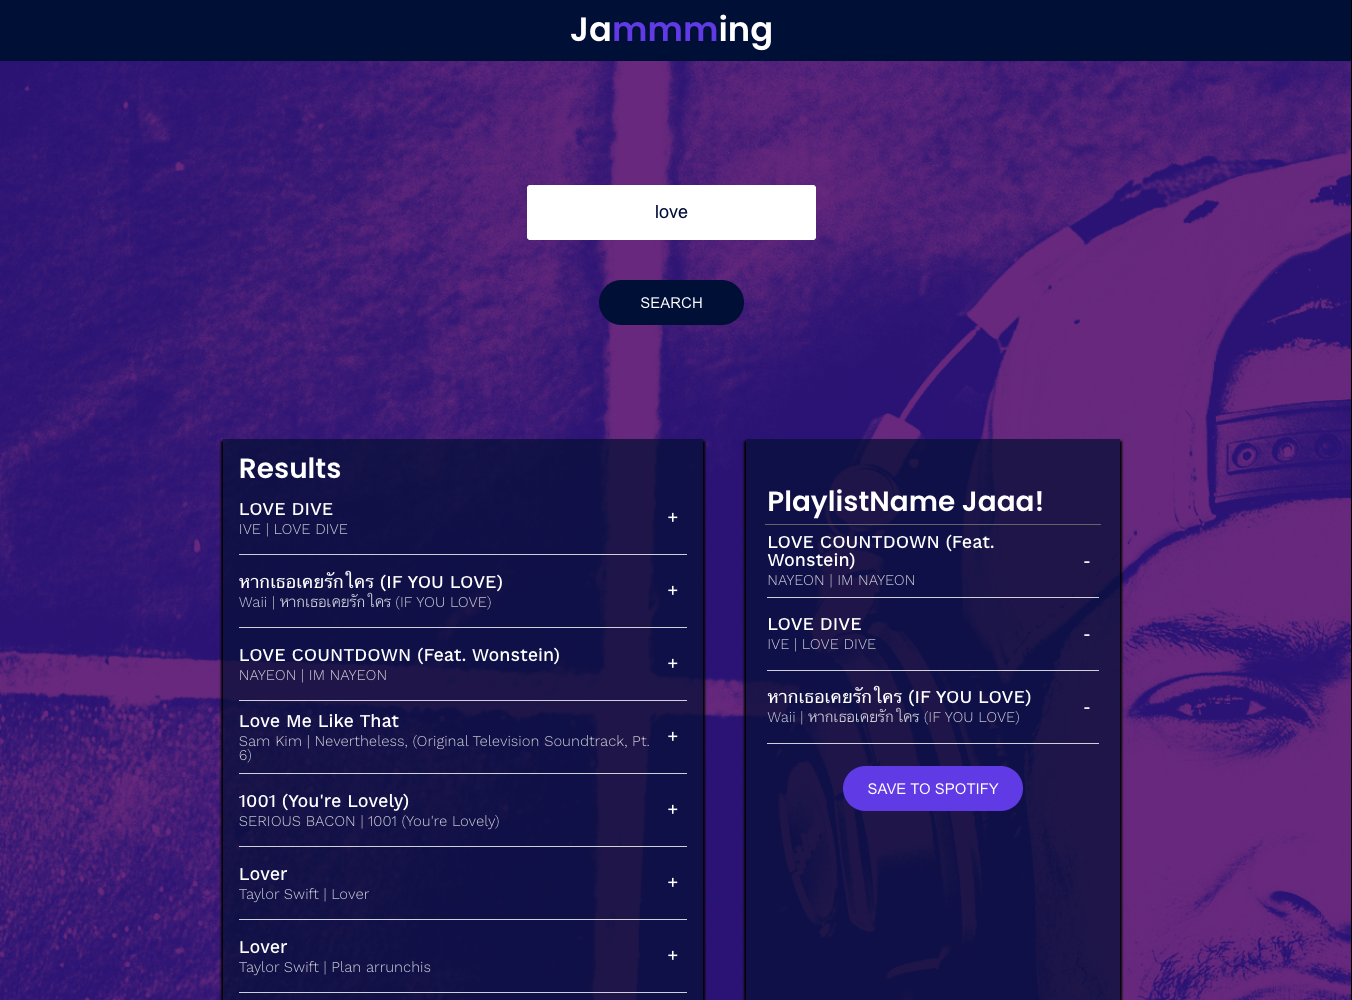 Jammming
love
SEARCH
Results
LOVE DIVE
IVE | LOVE DIVE
+
หากเธอเคยรักใคร (IF YOU LOVE)
Waii | หากเธอเคยรักใคร (IF YOU LOVE)
+
LOVE COUNTDOWN (Feat. Wonstein)
NAYEON | IM NAYEON
+
Love Me Like That
Sam Kim | Nevertheless, (Original Television Soundtrack, Pt.
6)
+
1001 (You're Lovely)
SERIOUS BACON | 1001 (You're Lovely)
+
Lover
Taylor Swift | Lover
+
Lover
Taylor Swift | Plan arrunchis
+
PlaylistName Jaaa!
LOVE COUNTDOWN (Feat.
Wonstein)
NAYEON | IM NAYEON
-
LOVE DIVE
IVE | LOVE DIVE
-
หากเธอเคยรักใคร (IF YOU LOVE)
Waii | หากเธอเคยรักใคร (IF YOU LOVE)
-
SAVE TO SPOTIFY